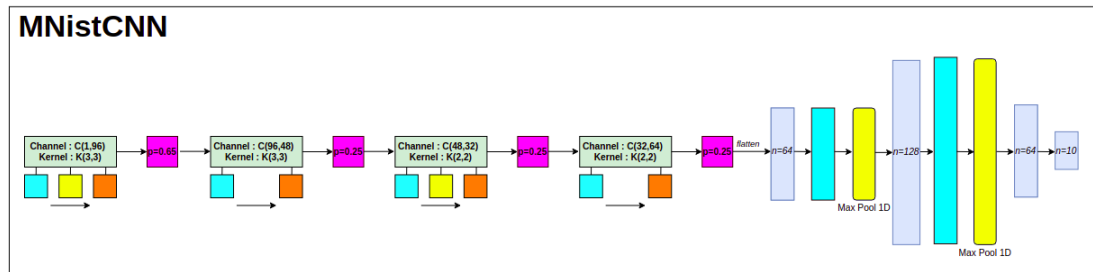 MNistCNN
Channel : C(1,96)
Kernel : K(3,3)
p=0.65
Channel : C(96,48)
Kernel : K(3,3)
p=0.25
Channel : C(48,32)
Kernel : K(2,2)
p=0.25
Channel : C(32,64)
Kernel : K(2,2)
p=0.25
flatten
n=64
Max Pool 1D
n=128
Max Pool 1D
n=64
n=10